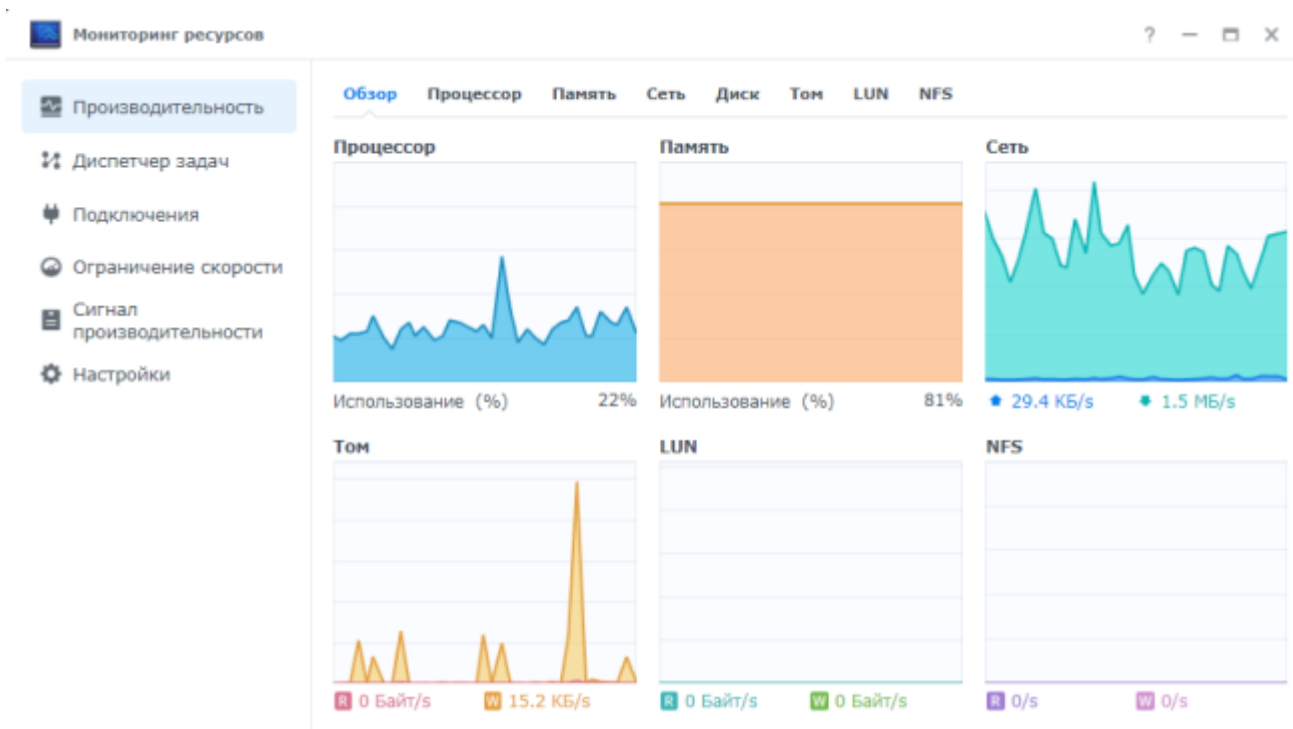 Мониторинг ресурсов
?
Производительность
Диспетчер задач
Подключения
Ограничение скорости
Сигнал
производительности
Настройки
Обзор Процессор Память Сеть Диск Том LUN NFS
Процессор Память Сеть
Использование (%) 22% Использование (%) 81% 29.4 КБ/s 1.5 МБ/s
Том LUN NFS
R 0 Байт/s W 15.2 КБ/s R 0 Байт/s W 0 Байт/s R 0/s W 0/s